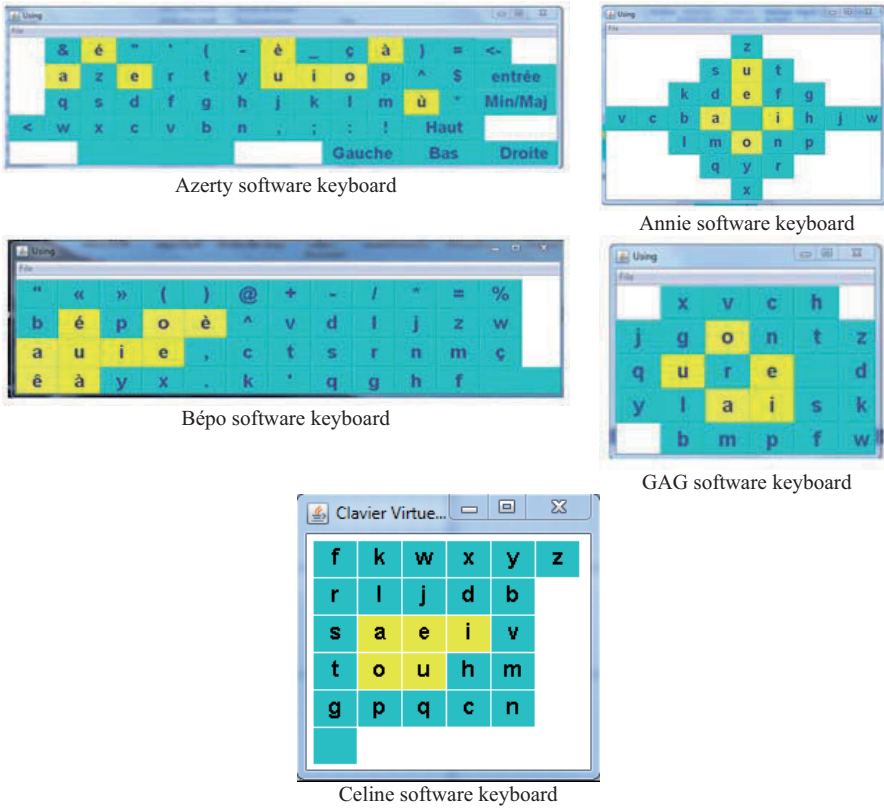 Using
File
& é " ' ( - è _ ç à ) = <-
a z e r t y u i o p ^ $ entrée
q s d f g h j k l m ù * Min/Maj
< w x c v b n , ; : ! Haut
Gauche Bas Droite
Azerty software keyboard
Using
File
z
s u t
k d e f g
v c b a i h j w
l m o n p
q y r
x
Annie software keyboard
Using
File
" « » ( ) @ + - / * = %
b é p o è ^ v d l j z w
a u i e , c t s r n m ç
ê à y x . k ' q g h f
Bépo software keyboard
Using
File
x v c h
j g o n t z
q u r e d
y l a i s k
b m p f w
GAG software keyboard
Clavier Virtue...
f k w x y z
r l j d b
s a e i v
t o u h m
g p q c n
Celine software keyboard